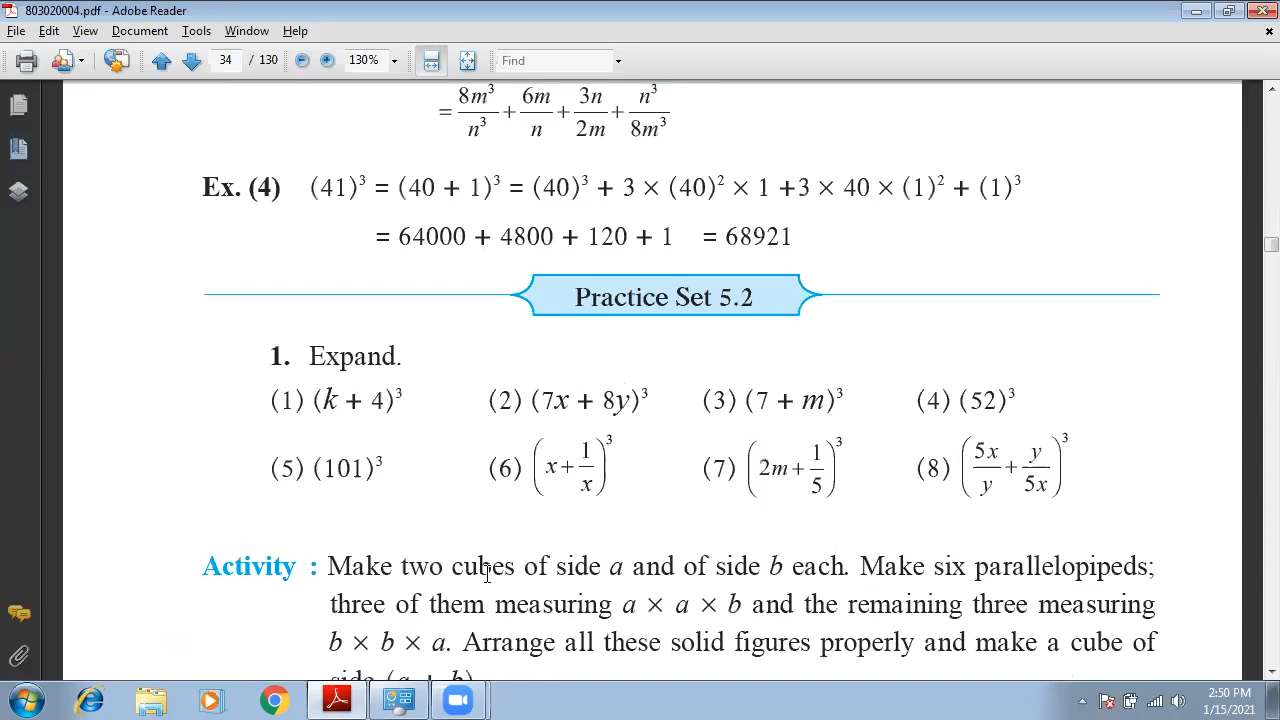 803020004.pdf - Adobe Reader
File Edit View Document Tools Window Help
34 / 130 130% Find
= 8m³/n³ + 6m/n + 3n/2m + n³/8m³
Ex. (4) (41)³ = (40 + 1)³ = (40)³ + 3 × (40)² × 1 +3 × 40 × (1)² + (1)³
= 64000 + 4800 + 120 + 1 = 68921
Practice Set 5.2
1. Expand.
(1) (k + 4)³ (2) (7x + 8y)³ (3) (7 + m)³ (4) (52)³
(5) (101)³ (6) (x + 1/x)³ (7) (2m + 1/5)³ (8) (5x/y + y/5x)³
Activity : Make two cubes of side a and of side b each. Make six parallelopipeds;
three of them measuring a × a × b and the remaining three measuring
b × b × a. Arrange all these solid figures properly and make a cube of
side (a + b)
2:50 PM
1/15/2021